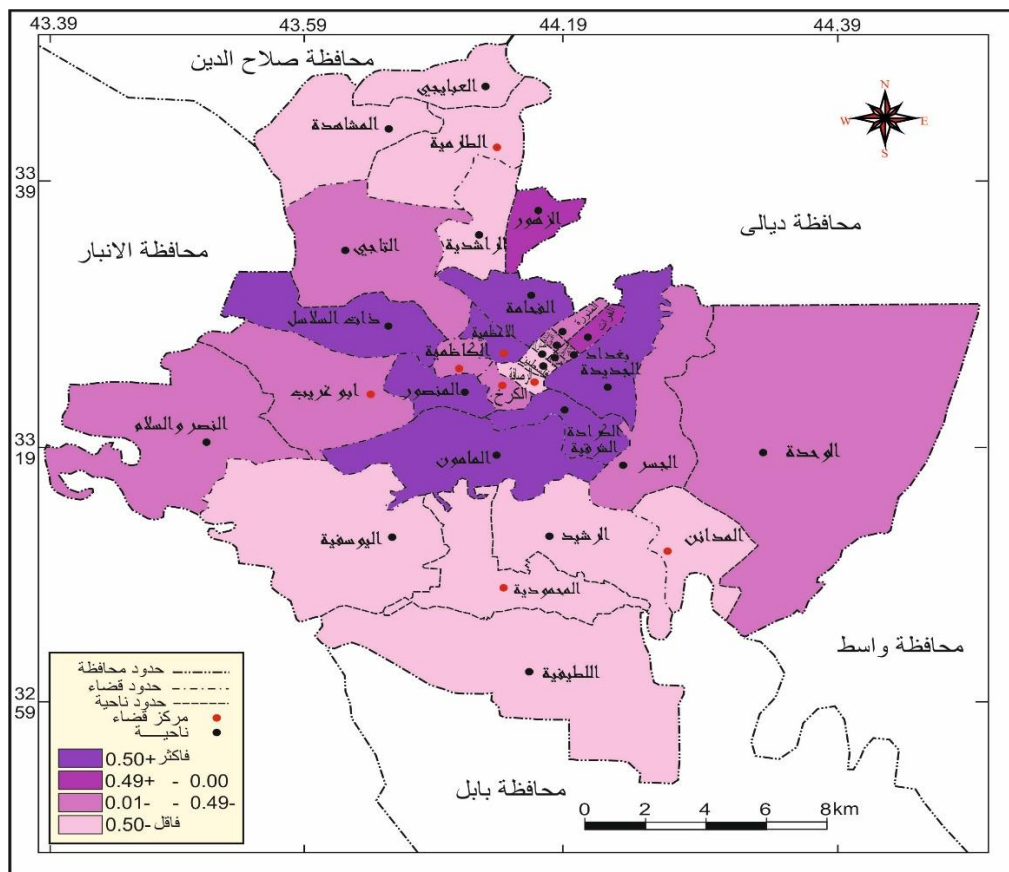 43.39 43.59 44.19 44.39
محافظة صلاح الدين
العبايجي
المشاهدة
الطارمية
N
W E
S
33
39
الزهور
محافظة ديالى
الراشدية
محافظة الانبار
التاجي
الفحامة
ذات السلاسل
الاعظمية
بغداد
الجديدة
الكاظمية
المنصور
الكرخ
ابو غريب
النصر والسلام
33
19
الكرادة
الشرقية
المامون
الجسر
الوحدة
اليوسفية
الرشيد
المدائن
المحمودية
محافظة واسط
اللطيفية
32
59
محافظة بابل
حدود محافظة
حدود قضاء
حدود ناحية
مركز قضاء
ناحيـــة
0.50+ فاكثر
0.49+ - 0.00
0.01- - 0.49-
0.50- فاقل
0 2 4 6 8km